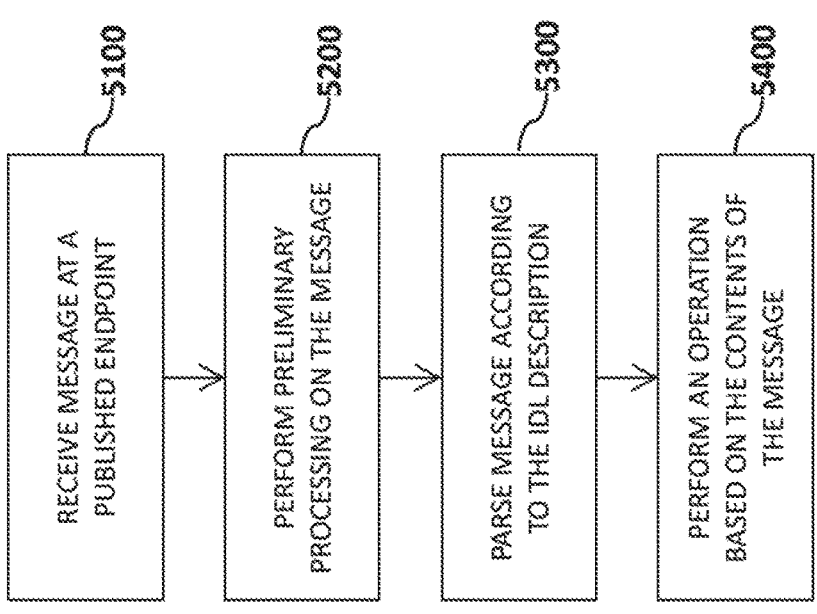 RECEIVE MESSAGE AT A
PUBLISHED ENDPOINT
5100
PERFORM PRELIMINARY
PROCESSING ON THE MESSAGE
5200
PARSE MESSAGE ACCORDING
TO THE IDL DESCRIPTION
5300
PERFORM AN OPERATION
BASED ON THE CONTENTS OF
THE MESSAGE
5400